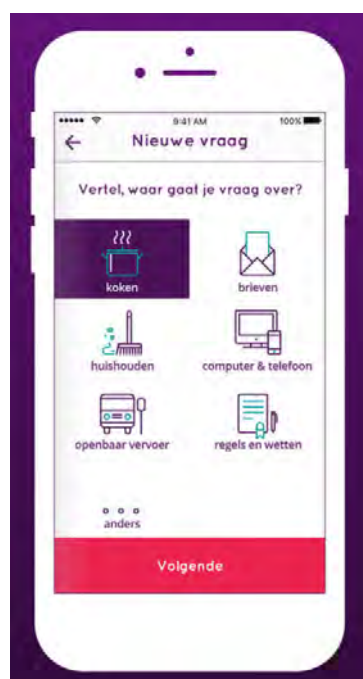 9:41 AM 100%
Nieuwe vraag
Vertel, waar gaat je vraag over?
koken brieven
huishouden computer & telefoon
openbaar vervoer regels en wetten
anders
Volgende